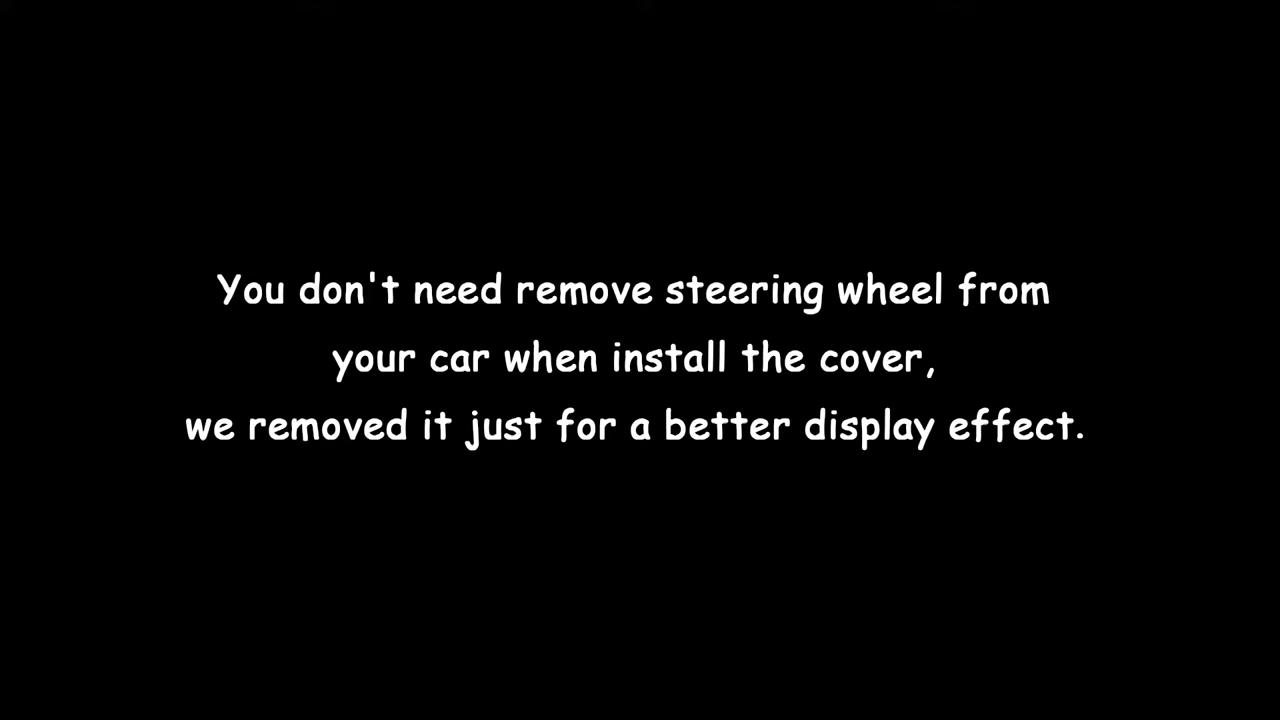 You don't need remove steering wheel from
your car when install the cover,
we removed it just for a better display effect.